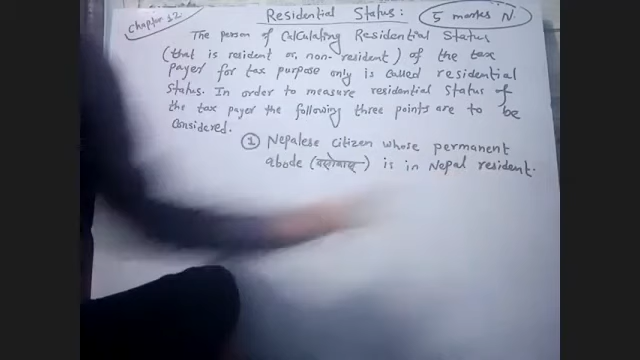 Chapter 12
Residential Status:
5 marks N.
The person of Calculating Residential Status
(that is resident or non-resident) of the tax
payer for tax purpose only is called residential
Status. In order to measure residential Status of
the tax payer the following three points are to be
Considered.
① Nepalese citizen whose permanent
abode (बसोबास) is in Nepal resident.